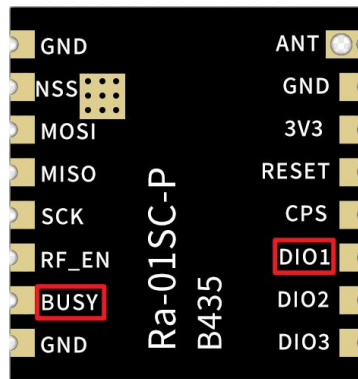 GND
NSS
MOSI
MISO
SCK
RF_EN
BUSY
GND
Ra-01SC-P
B435
ANT
GND
3V3
RESET
CPS
DIO1
DIO2
DIO3